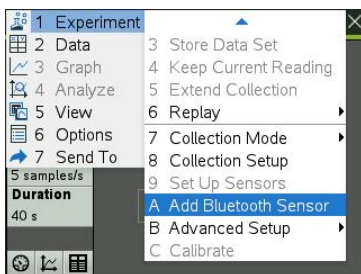 1 Experiment
2 Data
3 Graph
4 Analyze
5 View
6 Options
7 Send To
5 samples/s
Duration
40 s
3 Store Data Set
4 Keep Current Reading
5 Extend Collection
6 Replay
7 Collection Mode
8 Collection Setup
9 Set Up Sensors
A Add Bluetooth Sensor
B Advanced Setup
C Calibrate